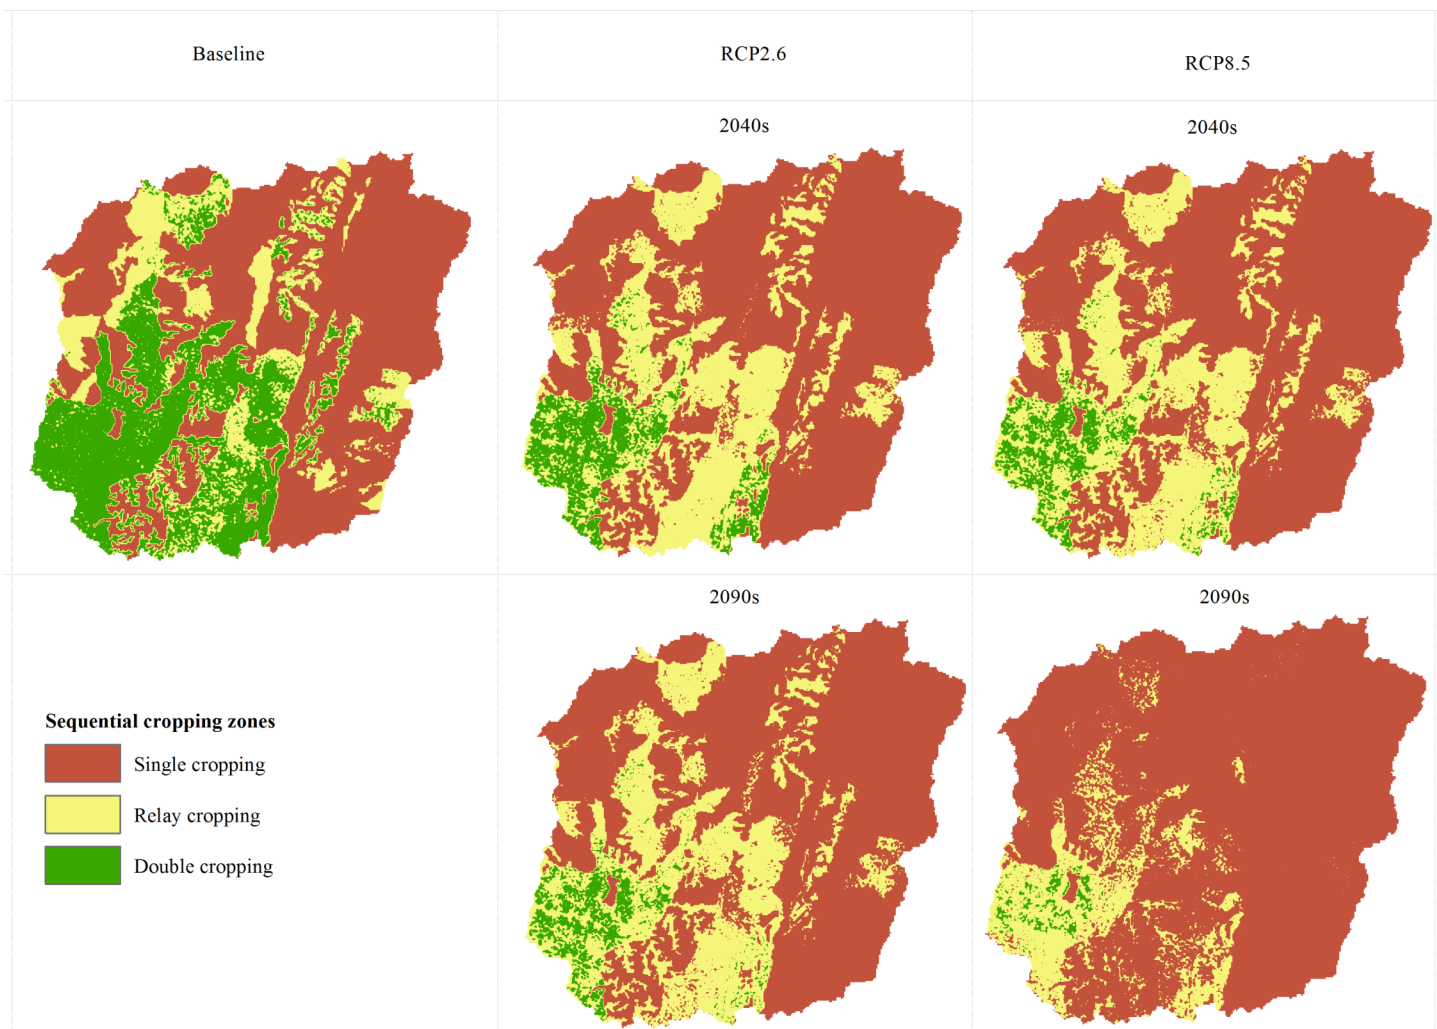 Baseline
RCP2.6
RCP8.5
2040s
2040s
2090s
2090s
Sequential cropping zones
Single cropping
Relay cropping
Double cropping